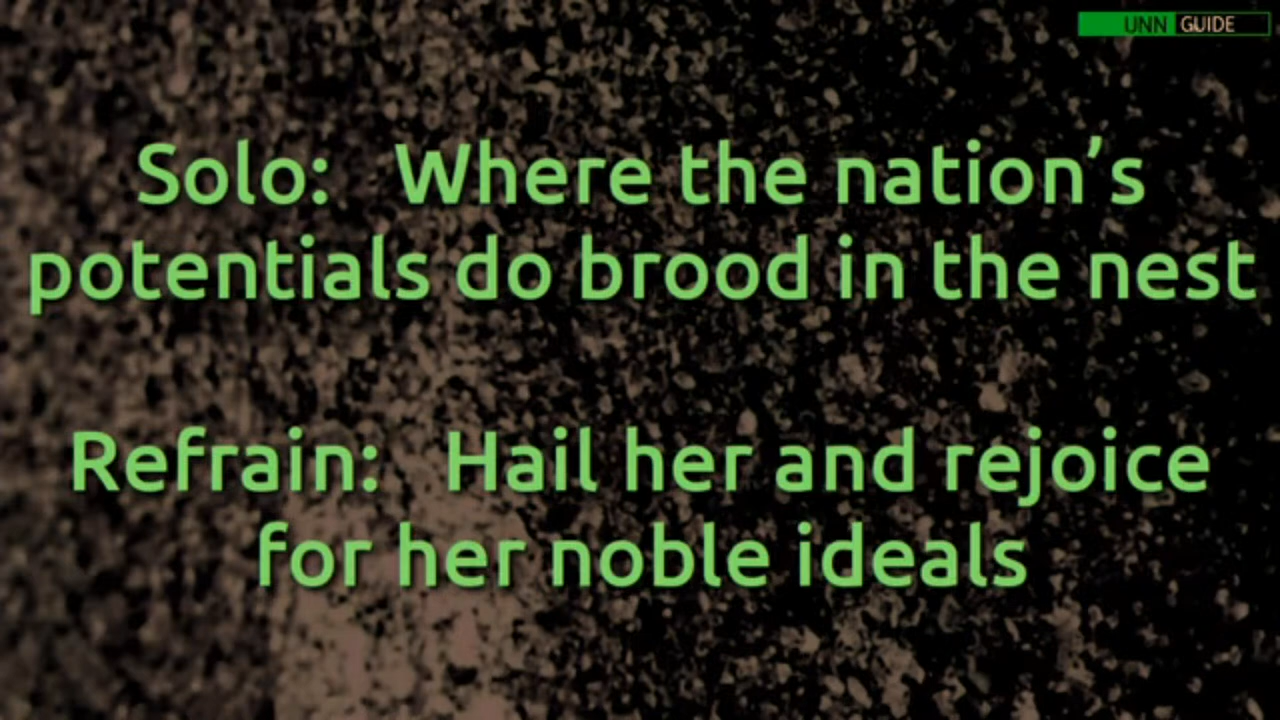 UNN GUIDE
Solo: Where the nation’s
potentials do brood in the nest
Refrain: Hail her and rejoice
for her noble ideals